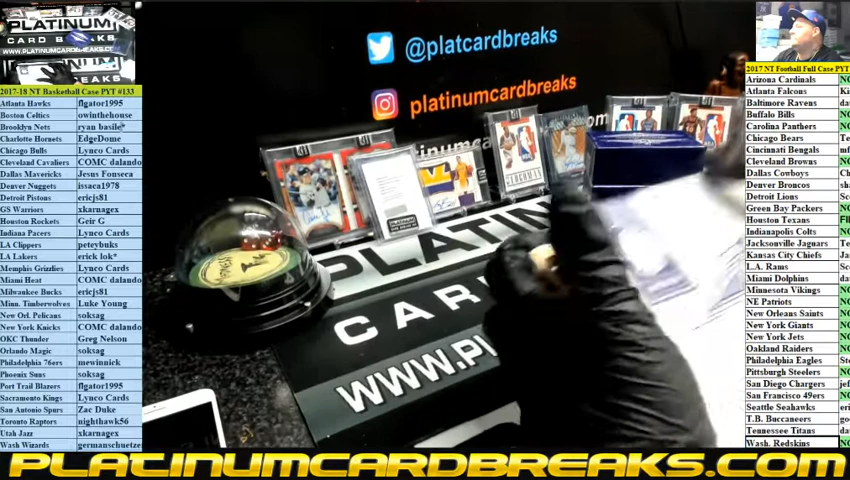 PLATINUM
CARD BREAKS
2017-18 NT Basketball Case PYT #133
Atlanta Hawks flgator1995
Boston Celtics owinthehouse
Brooklyn Nets ryan basile*
Charlotte Hornets EdgeDome
Chicago Bulls Lynco Cards
Cleveland Cavaliers COMC dalando
Dallas Mavericks Jesus Fonseca
Denver Nuggets issaca1978
Detroit Pistons ericjs81
GS Warriors xkarnagex
Houston Rockets Geir G
Indiana Pacers Lynco Cards
LA Clippers peteybuks
LA Lakers erick lok*
Memphis Grizzlies Lynco Cards
Miami Heat COMC dalando
Milwaukee Bucks ericjs81
Minn. Timberwolves Luke Young
New Orl. Pelicans soksag
New York Knicks COMC dalando
OKC Thunder Greg Nelson
Orlando Magic soksag
Philadelphia 76ers mewinnick
Phoenix Suns soksag
Port Trail Blazers flgator1995
Sacramento Kings Lynco Cards
San Antonio Spurs Zac Duke
Toronto Raptors nighthawk56
Utah Jazz xkarnagex
Wash Wizards germanschuetze
@platcardbreaks
platinumcardbreaks
PLATIN
CARD
WWW.PL
2017 NT Football Full Case PYT
Arizona Cardinals
Atlanta Falcons
Baltimore Ravens
Buffalo Bills
Carolina Panthers
Chicago Bears
Cincinnati Bengals
Cleveland Browns
Dallas Cowboys
Denver Broncos
Detroit Lions
Green Bay Packers
Houston Texans
Indianapolis Colts
Jacksonville Jaguars
Kansas City Chiefs
L.A. Rams
Miami Dolphins
Minnesota Vikings
NE Patriots
New Orleans Saints
New York Giants
New York Jets
Oakland Raiders
Philadelphia Eagles
Pittsburgh Steelers
San Diego Chargers
San Francisco 49ers
Seattle Seahawks
T.B. Buccaneers
Tennessee Titans
Wash. Redskins
PLATINUMCARDBREAKS.COM